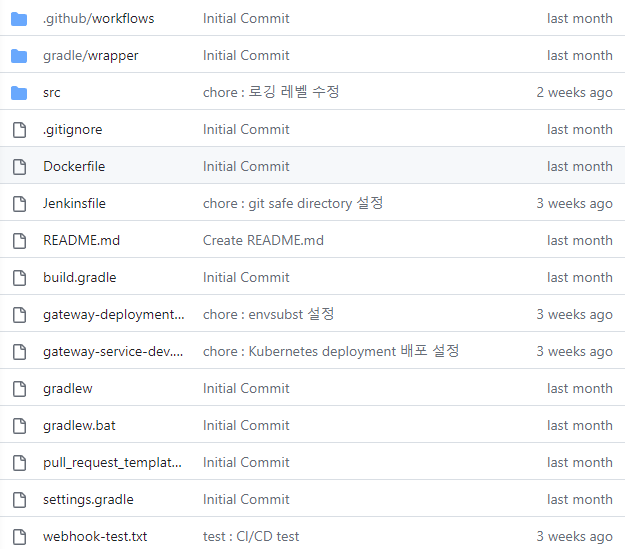 .github/workflows Initial Commit last month
gradle/wrapper Initial Commit last month
src chore : 로깅 레벨 수정 2 weeks ago
.gitignore Initial Commit last month
Dockerfile Initial Commit last month
Jenkinsfile chore : git safe directory 설정 3 weeks ago
README.md Create README.md last month
build.gradle Initial Commit last month
gateway-deployment... chore : envsubst 설정 3 weeks ago
gateway-service-dev.... chore : Kubernetes deployment 배포 설정 3 weeks ago
gradlew Initial Commit last month
gradlew.bat Initial Commit last month
pull_request_templat... Initial Commit last month
settings.gradle Initial Commit last month
webhook-test.txt test : CI/CD test 3 weeks ago